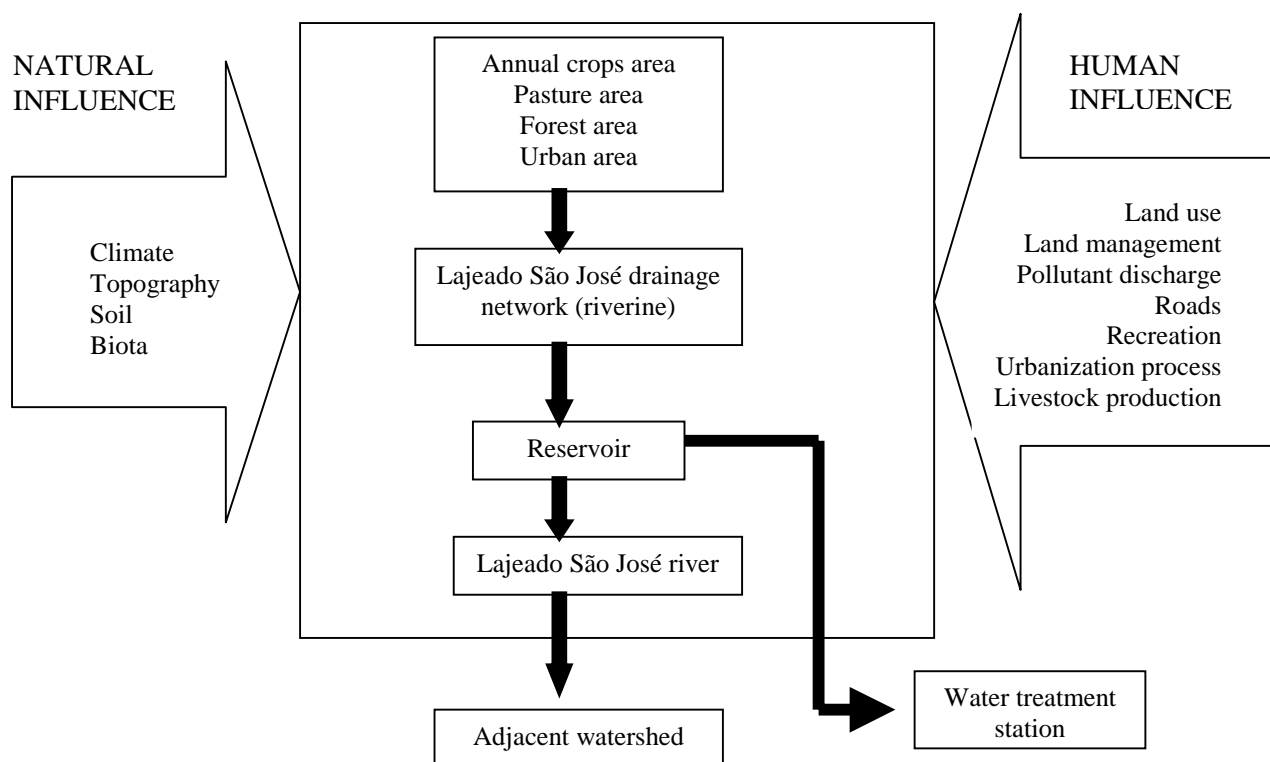 NATURAL
INFLUENCE
Climate
Topography
Soil
Biota
Annual crops area
Pasture area
Forest area
Urban area
Lajeado São José drainage
network (riverine)
Reservoir
Lajeado São José river
Adjacent watershed
Water treatment
station
HUMAN
INFLUENCE
Land use
Land management
Pollutant discharge
Roads
Recreation
Urbanization process
Livestock production